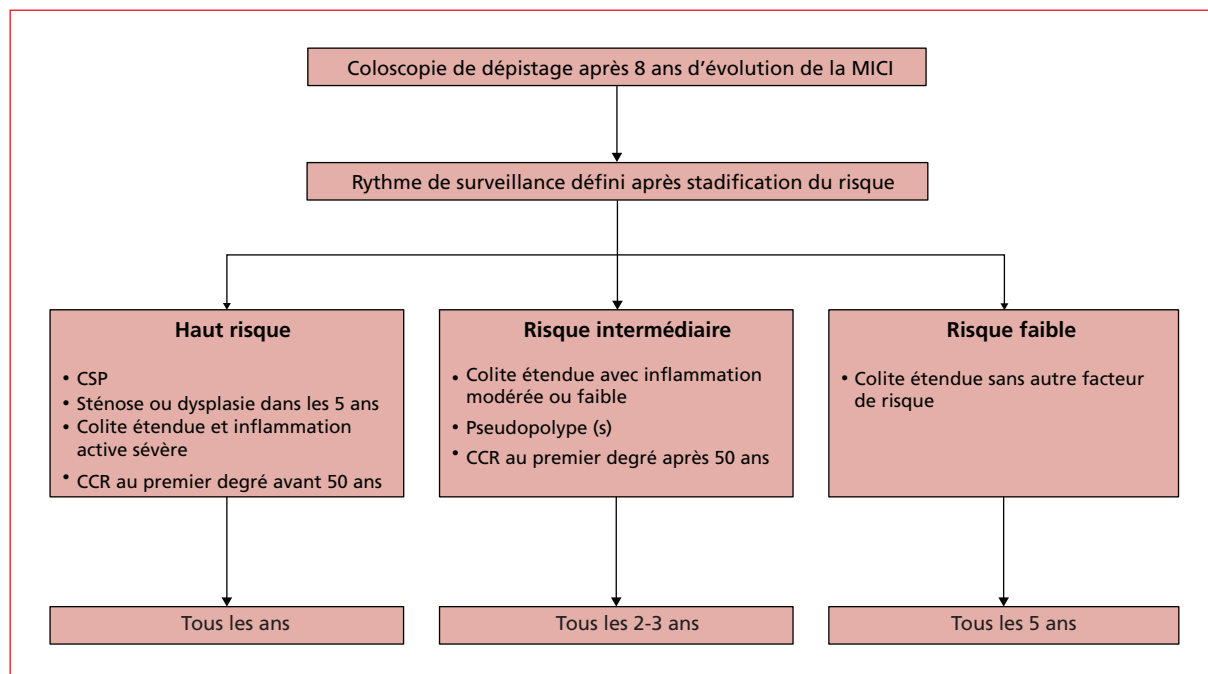 Coloscopie de dépistage après 8 ans d'évolution de la MICI
Rythme de surveillance défini après stadification du risque
Haut risque
• CSP
• Sténose ou dysplasie dans les 5 ans
• Colite étendue et inflammation
active sévère
• CCR au premier degré avant 50 ans
Tous les ans
Risque intermédiaire
• Colite étendue avec inflammation
modérée ou faible
• Pseudopolype (s)
• CCR au premier degré après 50 ans
Tous les 2-3 ans
Risque faible
• Colite étendue sans autre facteur
de risque
Tous les 5 ans